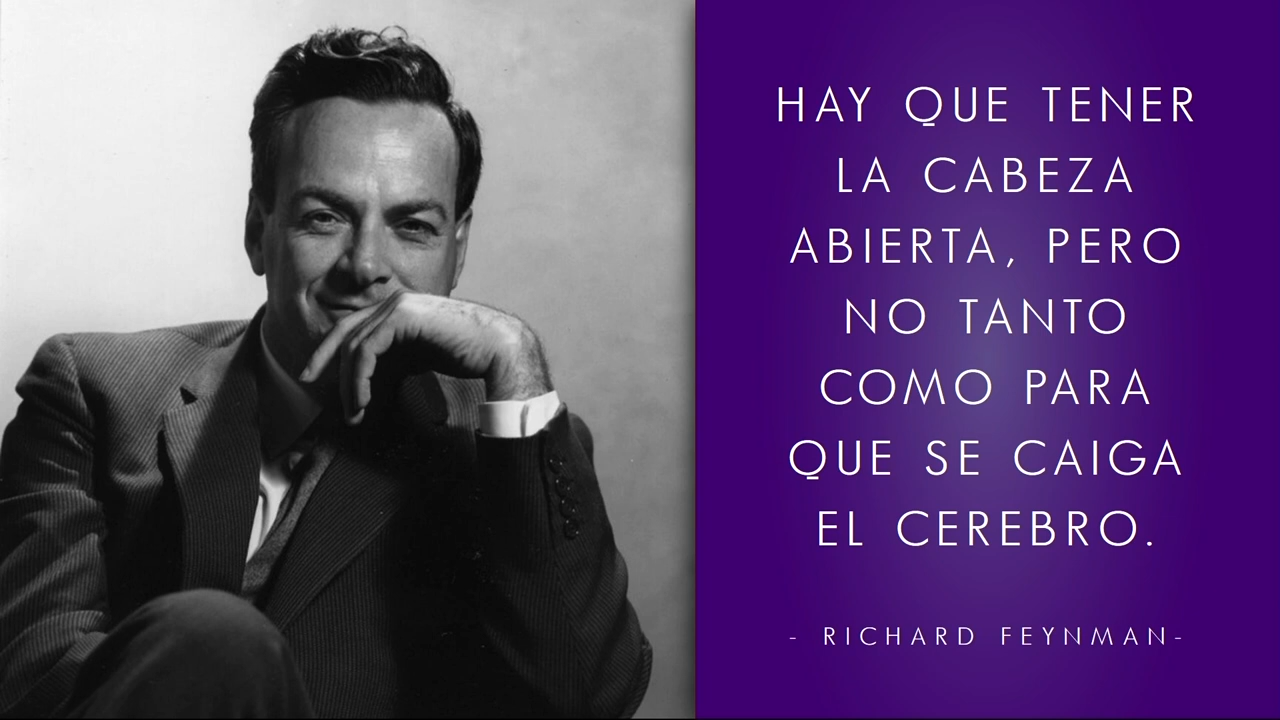 HAY QUE TENER
LA CABEZA
ABIERTA, PERO
NO TANTO
COMO PARA
QUE SE CAIGA
EL CEREBRO.
- RICHARD FEYNMAN-